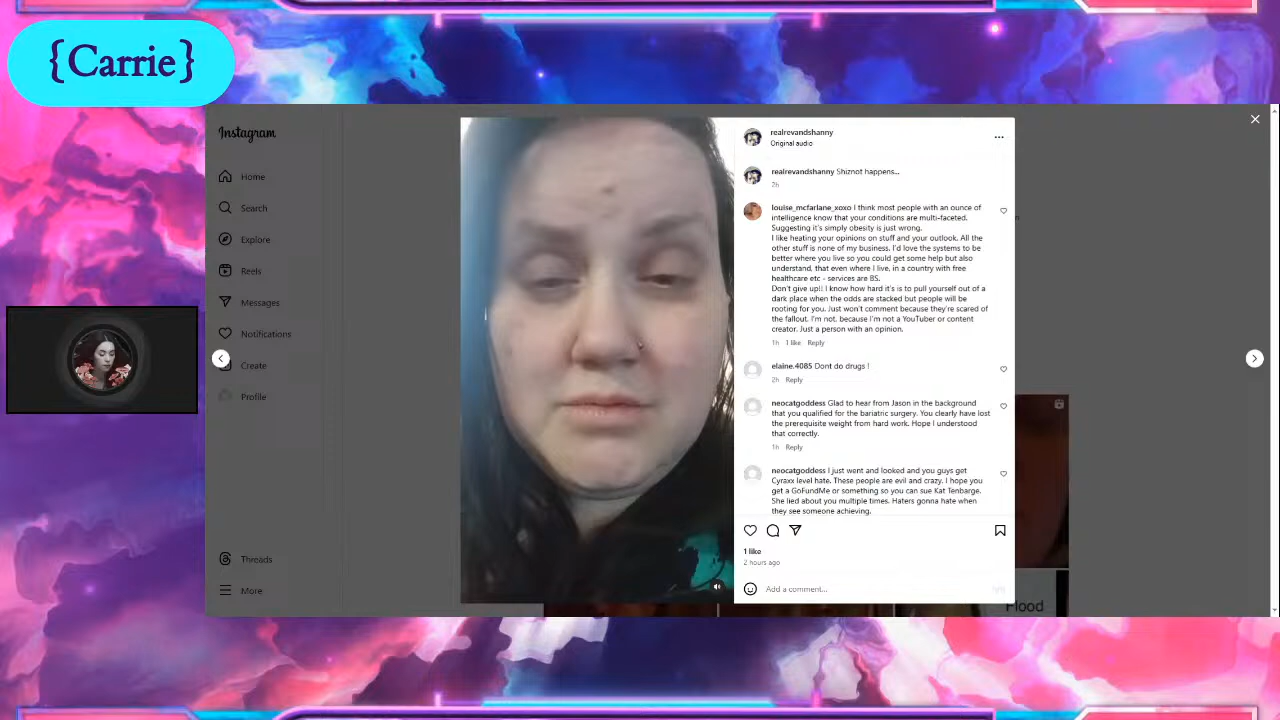 {Carrie}
Instagram
Home
Search
Explore
Reels
Messages
Notifications
Create
Profile
Threads
More
realrevandshanny
Original audio
realrevandshanny Shiznot happens...
2h
louise_mcfarlane_xoxo I think most people with an ounce of
intelligence know that your conditions are multi-faceted.
Suggesting it's simply obesity is just wrong.
I like heating your opinions on stuff and your outlook. All the
other stuff is none of my business. I'd love the systems to be
better where you live so you could get some help but also
understand, that even where I live, in a country with free
healthcare etc - services are BS.
Don't give up!! I know how hard it's is to pull yourself out of a
dark place when the odds are stacked but people will be
rooting for you. Just won't comment because they're scared of
the fallout. I'm not, because I'm not a YouTuber or content
creator. Just a person with an opinion.
1h 1 like Reply
elaine.4085 Dont do drugs !
2h Reply
neocatgoddess Glad to hear from Jason in the background
that you qualified for the bariatric surgery. You clearly have lost
the prerequisite weight from hard work. Hope I understood
that correctly.
1h Reply
neocatgoddess I just went and looked and you guys get
Cyraxx level hate. These people are evil and crazy. I hope you
get a GoFundMe or something so you can sue Kat Tenbarge.
She lied about you multiple times. Haters gonna hate when
they see someone achieving.
1 like
2 hours ago
Add a comment...
Flood